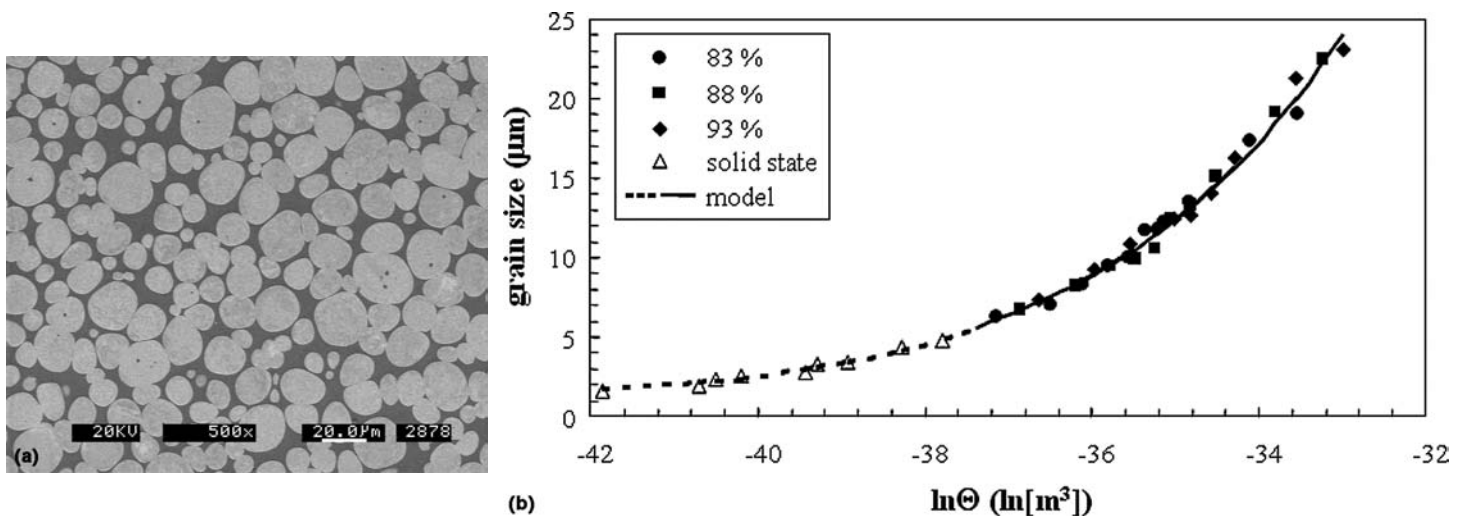 20KV 500x 20.0µm 2878
(a)
25
20
15
10
5
0
grain size (µm)
83 %
88 %
93 %
solid state
model
-42 -40 -38 -36 -34 -32
lnΘ (ln[m³])
(b)